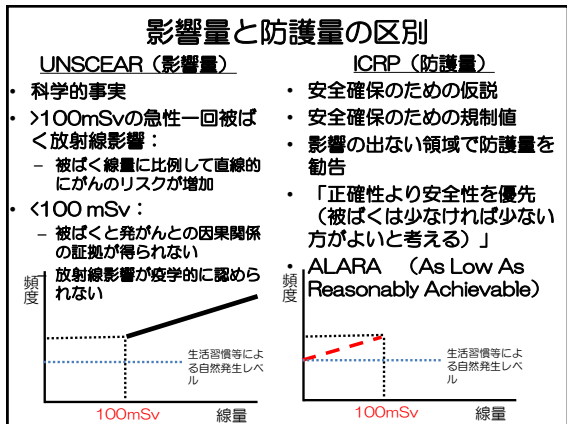 影響量と防護量の区別
UNSCEAR（影響量）
• 科学的事実
• >100mSvの急性一回被ば
く放射線影響：
– 被ばく線量に比例して直線的
にがんのリスクが増加
• <100 mSv：
– 被ばくと発がんとの因果関係
の証拠が得られない
– 放射線影響が疫学的に認めら
れない
頻度
生活習慣等によ
る自然発生レベ
ル
100mSv 線量
ICRP（防護量）
• 安全確保のための仮説
• 安全確保のための規制値
• 影響の出ない領域で防護量を
勧告
• 「正確性より安全性を優先
（被ばくは少なければ少ない
方がよいと考える）」
• ALARA （As Low As
Reasonably Achievable）
頻度
生活習慣等によ
る自然発生レベ
ル
100mSv 線量